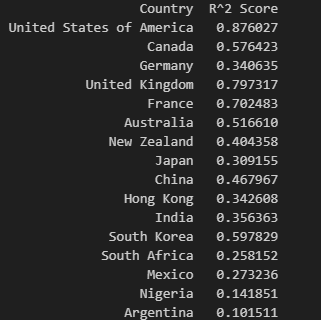 Country R^2 Score
United States of America 0.876027
Canada 0.576423
Germany 0.340635
United Kingdom 0.797317
France 0.702483
Australia 0.516610
New Zealand 0.404358
Japan 0.309155
China 0.467967
Hong Kong 0.342608
India 0.356363
South Korea 0.597829
South Africa 0.258152
Mexico 0.273236
Nigeria 0.141851
Argentina 0.101511